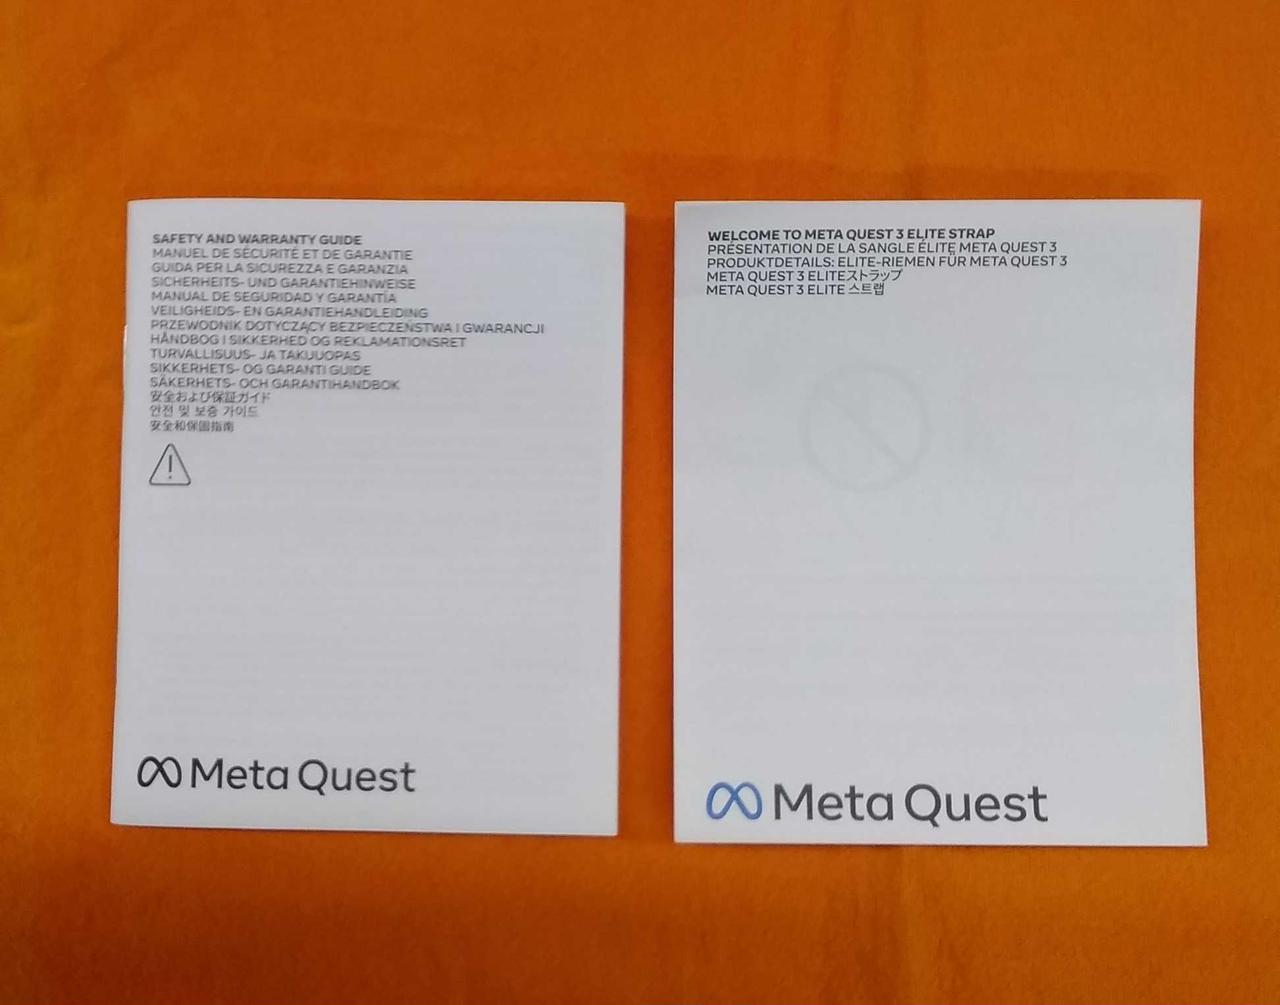 SAFETY AND WARRANTY GUIDE
MANUEL DE SÉCURITÉ ET DE GARANTIE
GUIDA PER LA SICUREZZA E GARANZIA
SICHERHEITS- UND GARANTIEHINWEISE
MANUAL DE SEGURIDAD Y GARANTÍA
VEILIGHEIDS- EN GARANTIEHANDLEIDING
PRZEWODNIK DOTYCZĄCY BEZPIECZEŃSTWA I GWARANCJI
HÅNDBOG I SIKKERHED OG REKLAMATIONSRET
TURVALLISUUS- JA TAKUUOPAS
SIKKERHETS- OG GARANTI GUIDE
SÄKERHETS- OCH GARANTIHANDBOK
安全および保証ガイド
안전 및 보증 가이드
安全和保固指南
Meta Quest
WELCOME TO META QUEST 3 ELITE STRAP
PRÉSENTATION DE LA SANGLE ÉLITE META QUEST 3
PRODUKTDETAILS: ELITE-RIEMEN FÜR META QUEST 3
META QUEST 3 ELITEストラップ
META QUEST 3 ELITE 스트랩
Meta Quest